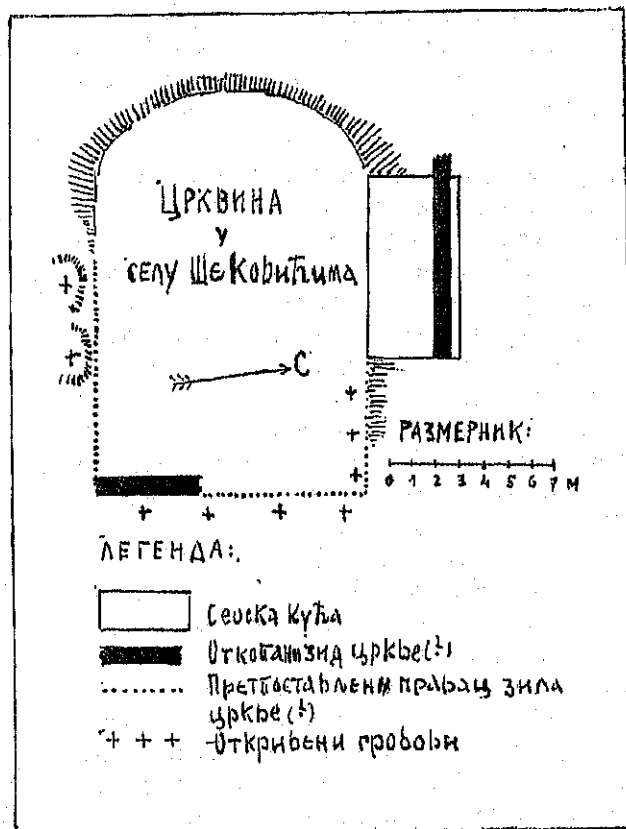 ЦРКВИНА
У
СЕЛУ ШЕКОВИЋИМА
С
РАЗМЕРНИК:
0 1 2 3 4 5 6 7 М
ЛЕГЕНДА:
Сеоска кућа
Откопани зид цркве (?)
Претпостављени правац зида
цркве (?)
Откривени гробови